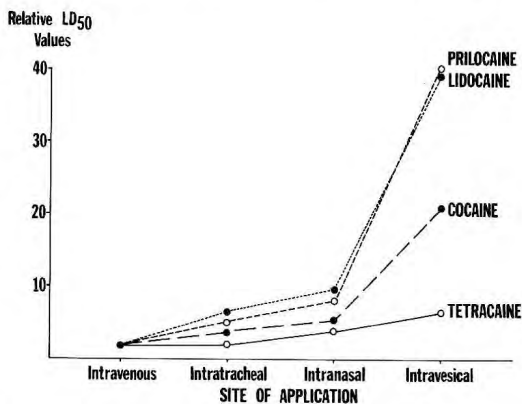 Relative LD50
Values
40
30
20
10
PRILOCAINE
LIDOCAINE
COCAINE
TETRACAINE
Intravenous
Intratracheal
Intranasal
Intravesical
SITE OF APPLICATION